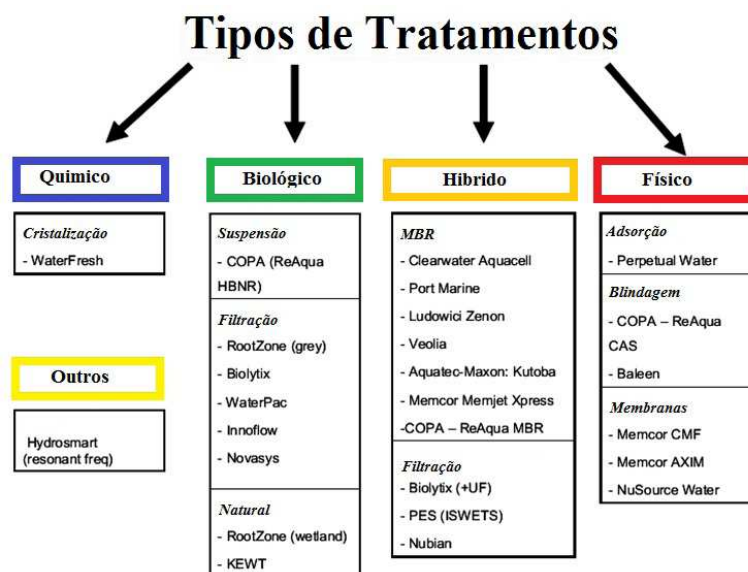 Tipos de Tratamentos
Quimico
Cristalização
- WaterFresh
Outros
Hydrosmart
(resonant freq)
Biológico
Suspensão
- COPA (ReAqua
HBNR)
Filtração
- RootZone (grey)
- Biolytix
- WaterPac
- Innoflow
- Novasys
Natural
- RootZone (wetland)
- KEWT
Híbrido
MBR
- Clearwater Aquacell
- Port Marine
- Ludowici Zenon
- Veolia
- Aquatec-Maxon: Kutoba
- Memcor Memjet Xpress
-COPA – ReAqua MBR
Filtração
- Biolytix (+UF)
- PES (ISWETS)
- Nubian
Físico
Adsorção
- Perpetual Water
Blindagem
- COPA – ReAqua
CAS
- Baleen
Membranas
- Memcor CMF
- Memcor AXIM
- NuSource Water